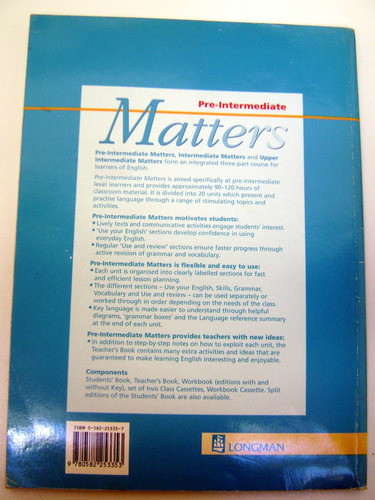 Pre-Intermediate
Matters
Pre-Intermediate Matters, Intermediate Matters and Upper
Intermediate Matters form an integrated three-part course for
learners of English.
Pre-Intermediate Matters is aimed specifically at pre-intermediate
level learners and provides approximately 90–120 hours of
classroom material. It is divided into 20 units which present and
practise language through a range of stimulating topics and
activities.
Pre-Intermediate Matters motivates students:
• Lively texts and communicative activities engage students' interest.
• 'Use your English' sections develop confidence in using
everyday English.
• Regular 'Use and review' sections ensure faster progress through
active revision of grammar and vocabulary.
Pre-Intermediate Matters is flexible and easy to use:
• Each unit is organised into clearly labelled sections for fast
and efficient lesson planning.
• The different sections – Use your English, Skills, Grammar,
Vocabulary and Use and review – can be used separately or
worked through in order depending on the needs of the class.
• Key language is made easier to understand through helpful
diagrams, 'grammar boxes' and the Language reference summary
at the end of each unit.
Pre-Intermediate Matters provides teachers with new ideas:
• In addition to step-by-step notes on how to exploit each unit, the
Teacher's Book contains many extra activities and ideas that are
guaranteed to make learning English interesting and enjoyable.
Components
Students' Book, Teacher's Book, Workbook (editions with and
without Key), set of two Class Cassettes, Workbook Cassette. Split
editions of the Students' Book are also available.
ISBN 0-582-25335-7
9 780582 253353
LONGMAN